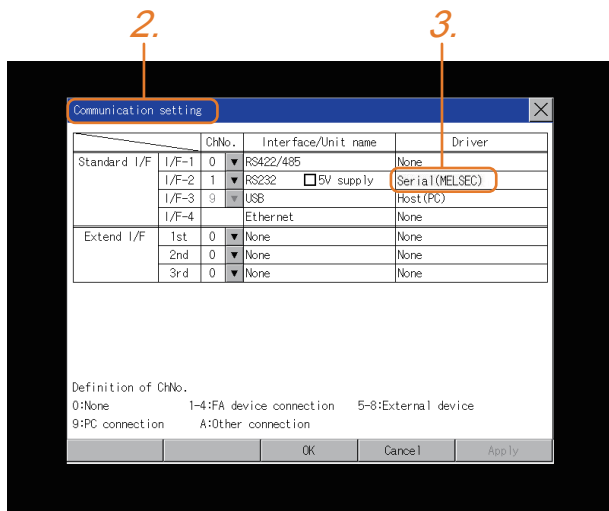 2. 3.
Communication setting
ChNo. Interface/Unit name Driver
Standard I/F I/F-1 0 ▼ RS422/485 None
I/F-2 1 ▼ RS232 □5V supply Serial(MELSEC)
I/F-3 9 ▼ USB Host(PC)
I/F-4 Ethernet None
Extend I/F 1st 0 ▼ None None
2nd 0 ▼ None None
3rd 0 ▼ None None
Definition of ChNo.
0:None 1-4:FA device connection 5-8:External device
9:PC connection A:Other connection
OK Cancel Apply